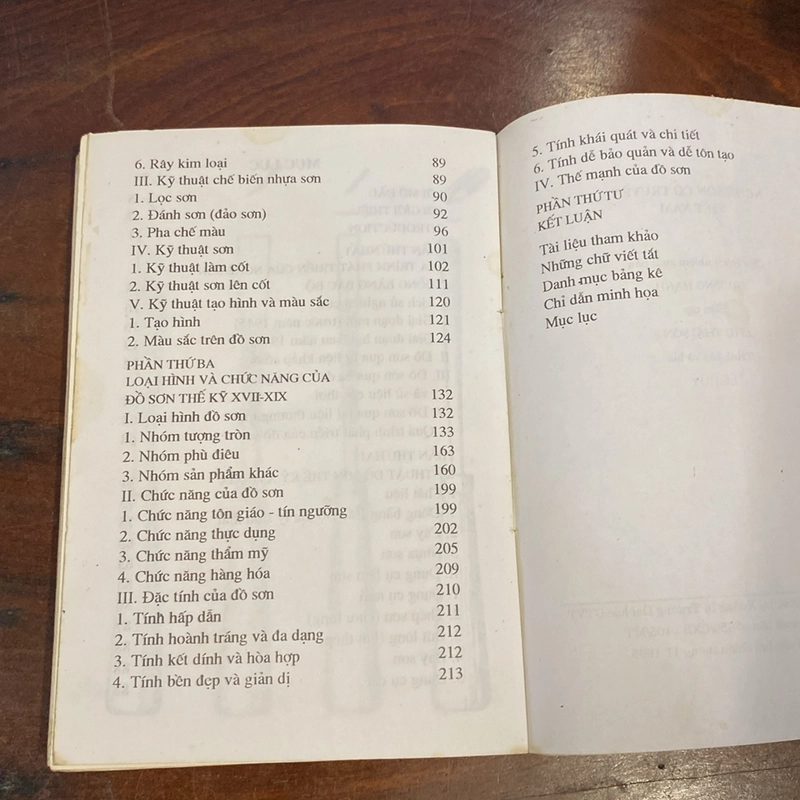 6. Rây kim loại 89
III. Kỹ thuật chế biến nhựa sơn 89
1. Lọc sơn 90
2. Đánh sơn (đảo sơn) 92
3. Pha chế màu 96
IV. Kỹ thuật sơn 101
1. Kỹ thuật làm cốt 102
2. Kỹ thuật sơn lên cốt 111
V. Kỹ thuật tạo hình và màu sắc 120
1. Tạo hình 121
2. Màu sắc trên đồ sơn 124
PHẦN THỨ BA
LOẠI HÌNH VÀ CHỨC NĂNG CỦA
ĐỒ SƠN THẾ KỶ XVII-XIX 132
I. Loại hình đồ sơn 132
1. Nhóm tượng tròn 133
2. Nhóm phù điêu 163
3. Nhóm sản phẩm khác 160
II. Chức năng của đồ sơn 199
1. Chức năng tôn giáo - tín ngưỡng 199
2. Chức năng thực dụng 202
3. Chức năng thẩm mỹ 205
4. Chức năng hàng hóa 209
III. Đặc tính của đồ sơn 210
1. Tính hấp dẫn 211
2. Tính hoành tráng và đa dạng 212
3. Tính kết dính và hòa hợp 212
4. Tính bền đẹp và giản dị 213
5. Tính khái quát và chi tiết
6. Tính dễ bảo quản và dễ tôn tạo
IV. Thế mạnh của đồ sơn
PHẦN THỨ TƯ
KẾT LUẬN
Tài liệu tham khảo
Những chữ viết tắt
Danh mục bảng kê
Chỉ dẫn minh họa
Mục lục